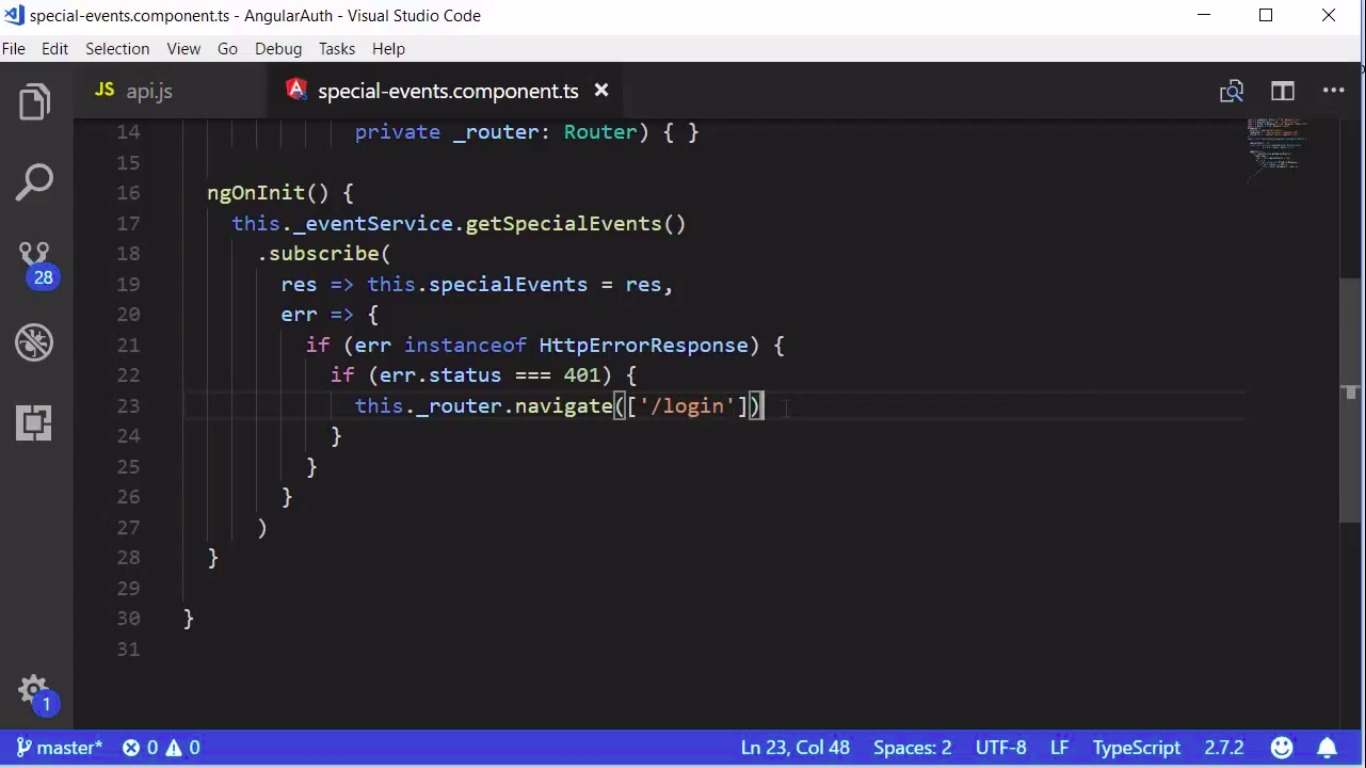 special-events.component.ts - AngularAuth - Visual Studio Code
File Edit Selection View Go Debug Tasks Help
JS api.js special-events.component.ts
14 private _router: Router) { }
15
16 ngOnInit() {
17 this._eventService.getSpecialEvents()
18 .subscribe(
19 res => this.specialEvents = res,
20 err => {
21 if (err instanceof HttpErrorResponse) {
22 if (err.status === 401) {
23 this._router.navigate(['/login'])
24 }
25 }
26 }
27 )
28 }
29
30 }
31
28
1
master* 0 0 Ln 23, Col 48 Spaces: 2 UTF-8 LF TypeScript 2.7.2